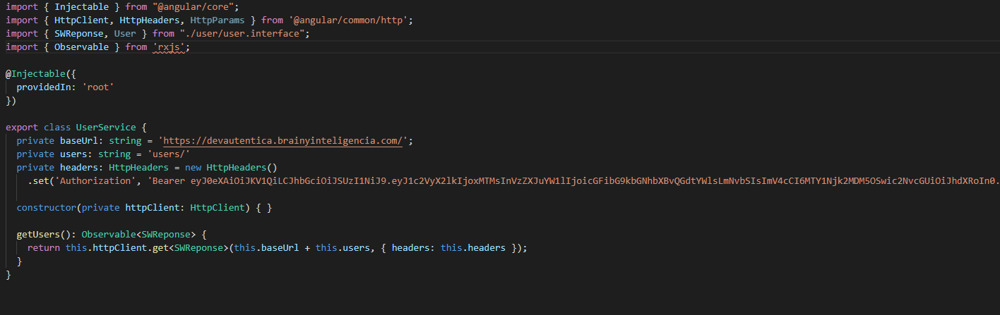 import { Injectable } from "@angular/core";
import { HttpClient, HttpHeaders, HttpParams } from '@angular/common/http';
import { SWReponse, User } from "./user/user.interface";
import { Observable } from 'rxjs';
@Injectable({
providedIn: 'root'
})
export class UserService {
private baseUrl: string = 'https://devautentica.brainyinteligencia.com/';
private users: string = 'users/'
private headers: HttpHeaders = new HttpHeaders()
.set('Authorization', 'Bearer eyJ0eXAiOiJKV1QiLCJhbGciOiJSUzI1NiJ9.eyJ1c2VyX2lkIjoxMTMsInVzZXJuYW1lIjoicGFibG9kbGNhbXBvQGdtYWlsLmNvbSIsImV4cCI6MTY1Njk2MDM5OSwic2NvcGUiOiJhdXRoIn0.
constructor(private httpClient: HttpClient) { }
getUsers(): Observable<SWReponse> {
return this.httpClient.get<SWReponse>(this.baseUrl + this.users, { headers: this.headers });
}
}